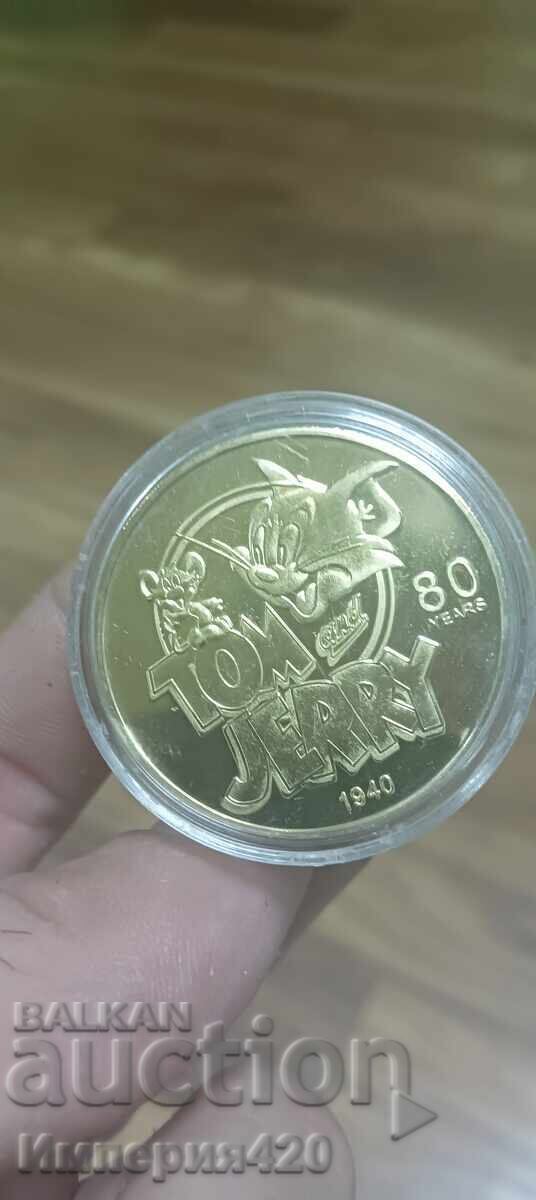 80
YEARS
TOM and
JERRY
1940
BALKAN
auction
Империя420